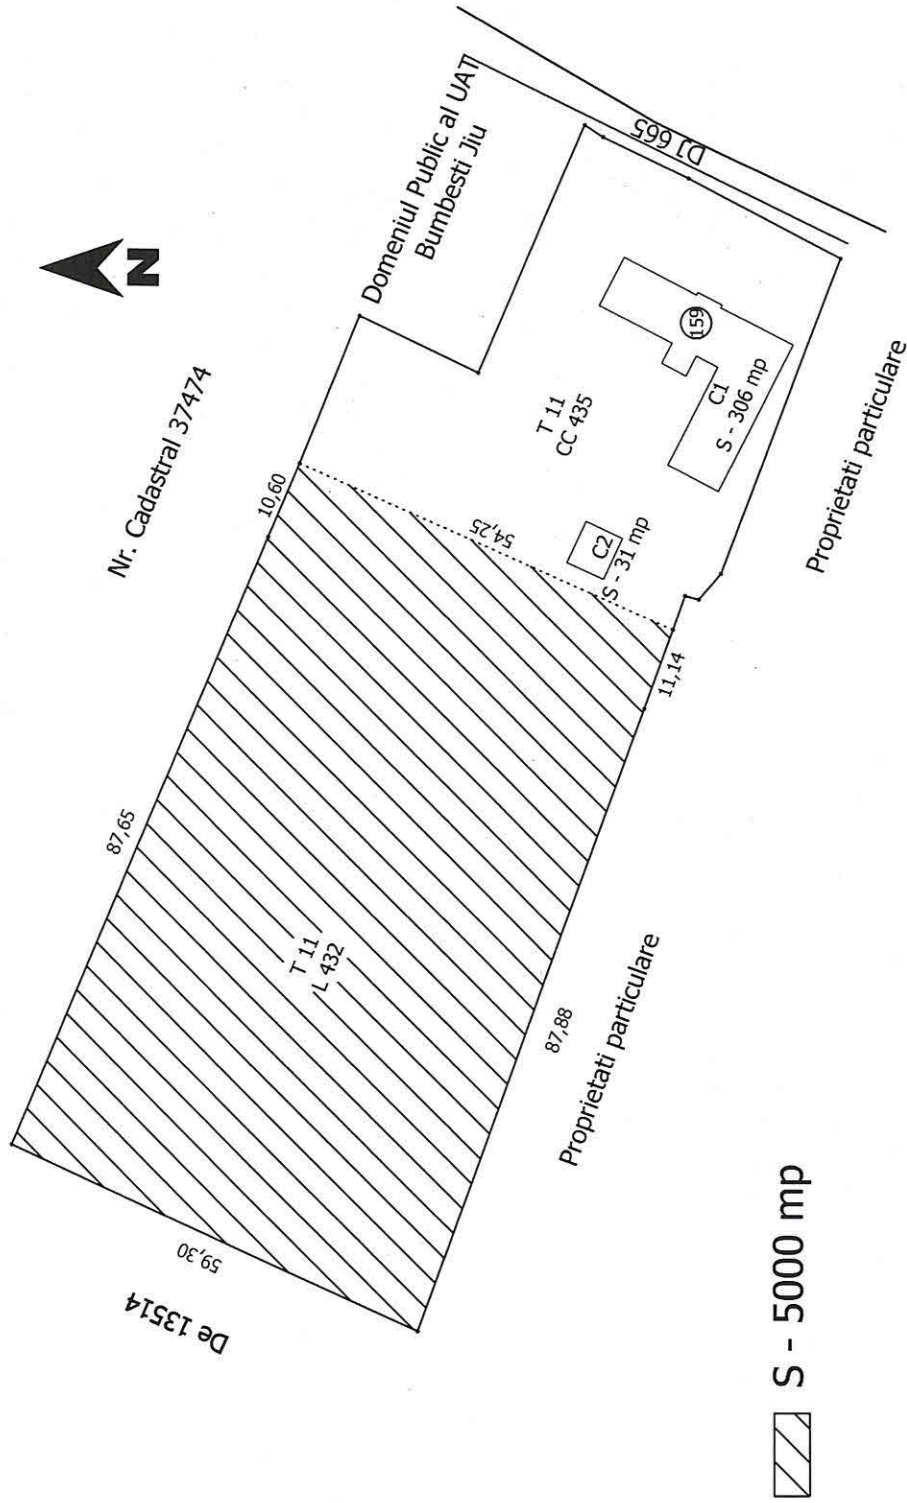 Domeniul Public al UAT
Bumbesti Jiu
DJ 665
N
Nr. Cadastral 37474
10,60
54,25
T 11
CC 435
159
C1
S - 306 mp
C2
S - 31 mp
Proprietati particulare
11,14
87,65
T 11
L 432
87,88
Proprietati particulare
59,30
De 13514
S - 5000 mp